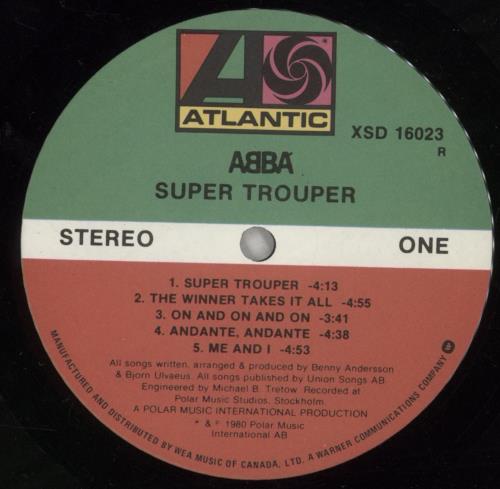 ATLANTIC
XSD 16023
R
ABBA
SUPER TROUPER
STEREO
ONE
1. SUPER TROUPER -4:13
2. THE WINNER TAKES IT ALL -4:55
3. ON AND ON AND ON -3:41
4. ANDANTE, ANDANTE -4:38
5. ME AND I -4:53
All songs written, arranged & produced by Benny Andersson
& Bjorn Ulvaeus. All songs published by Union Songs AB.
Engineered by Michael B. Tretow. Recorded at
Polar Music Studios, Stockholm.
A POLAR MUSIC INTERNATIONAL PRODUCTION
* & ℗ 1980 Polar Music
International AB
MANUFACTURED AND DISTRIBUTED BY WEA MUSIC OF CANADA, LTD. A WARNER COMMUNICATIONS COMPANY